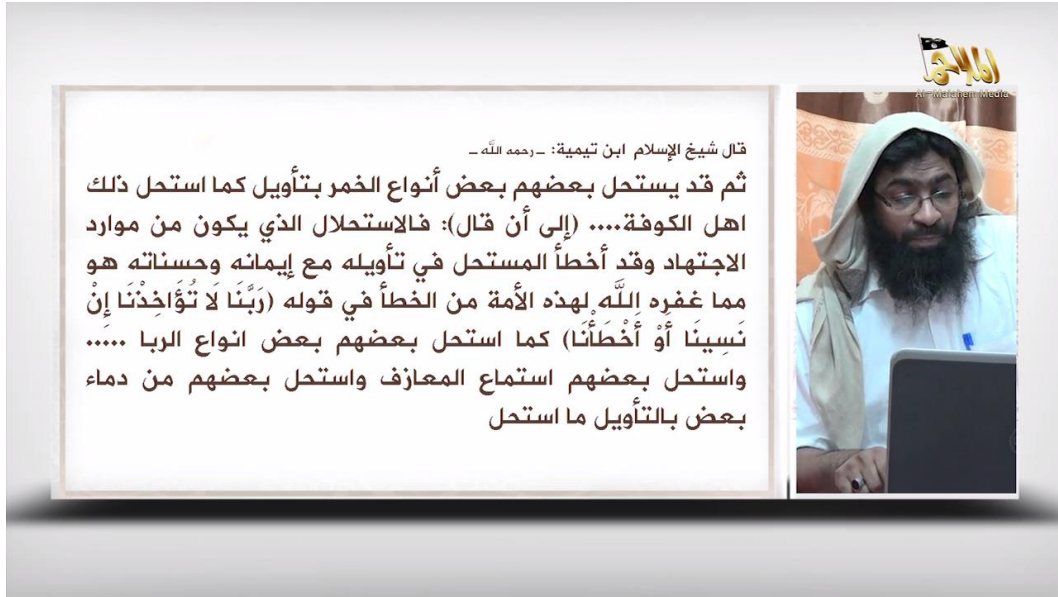 الملاحم
Al-Malahem Media
قال شيخ الإسلام ابن تيمية: ـ رحمه الله ـ
ثم قد يستحل بعضهم بعض أنواع الخمر بتأويل كما استحل ذلك
اهل الكوفة.... (إلى أن قال): فالاستحلال الذي يكون من موارد
الاجتهاد وقد أخطأ المستحل في تأويله مع إيمانه وحسناته هو
مما غفره الله لهذه الأمة من الخطأ في قوله (رَبَّنَا لَا تُؤَاخِذْنَا إِنْ
نَسِينَا أَوْ أَخْطَأْنَا) كما استحل بعضهم بعض انواع الربا .....
واستحل بعضهم استماع المعازف واستحل بعضهم من دماء
بعض بالتأويل ما استحل